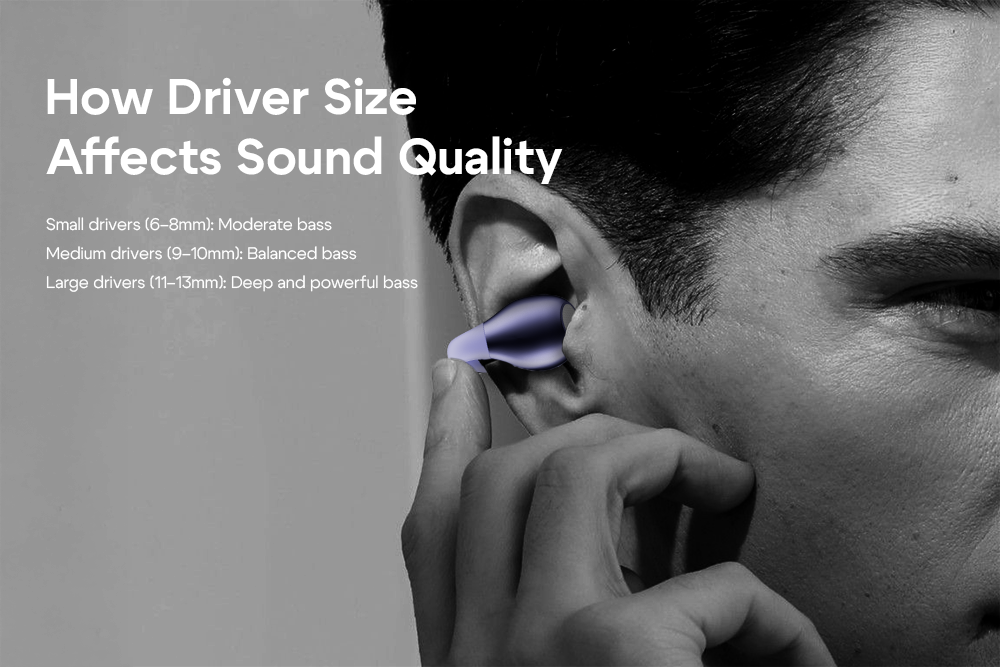 How Driver Size
Affects Sound Quality
Small drivers (6–8mm): Moderate bass
Medium drivers (9–10mm): Balanced bass
Large drivers (11–13mm): Deep and powerful bass